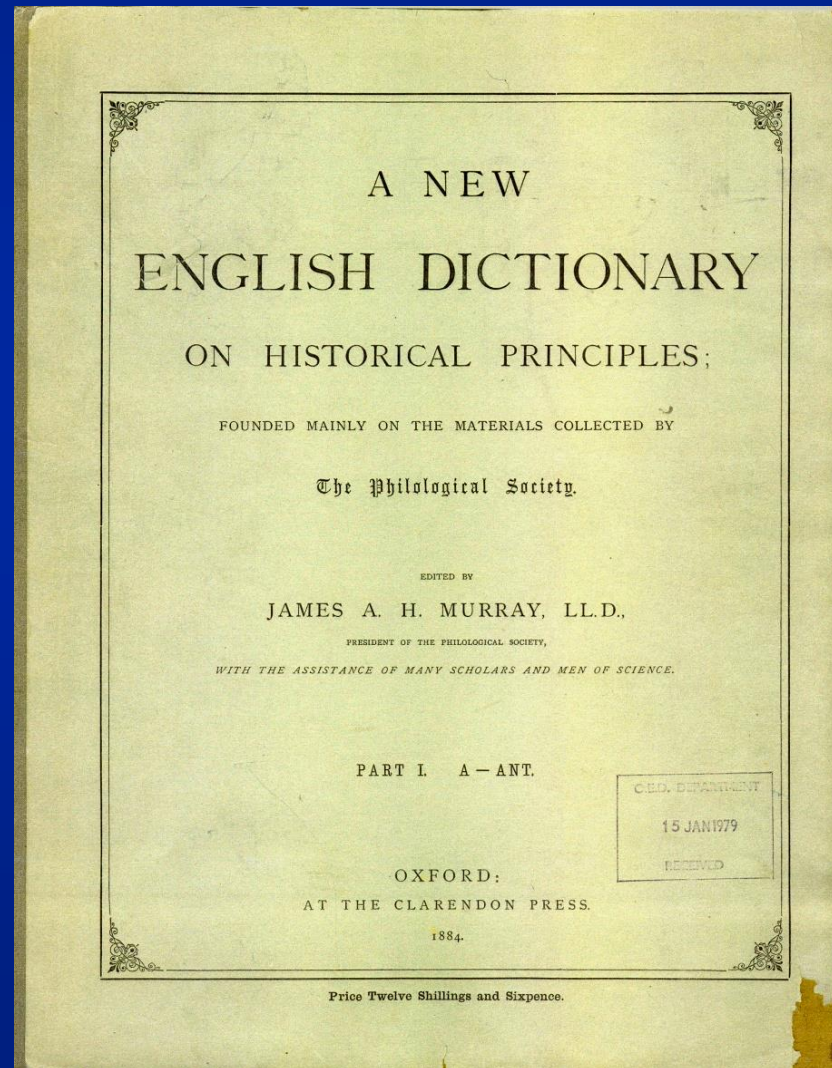 A NEW
ENGLISH DICTIONARY
ON HISTORICAL PRINCIPLES;
FOUNDED MAINLY ON THE MATERIALS COLLECTED BY
The Philological Society.
EDITED BY
JAMES A. H. MURRAY, LL.D.,
PRESIDENT OF THE PHILOLOGICAL SOCIETY,
WITH THE ASSISTANCE OF MANY SCHOLARS AND MEN OF SCIENCE.
PART I. A — ANT.
O.E.D. DEPARTMENT
15 JAN 1979
RECEIVED
OXFORD:
AT THE CLARENDON PRESS.
1884.
Price Twelve Shillings and Sixpence.